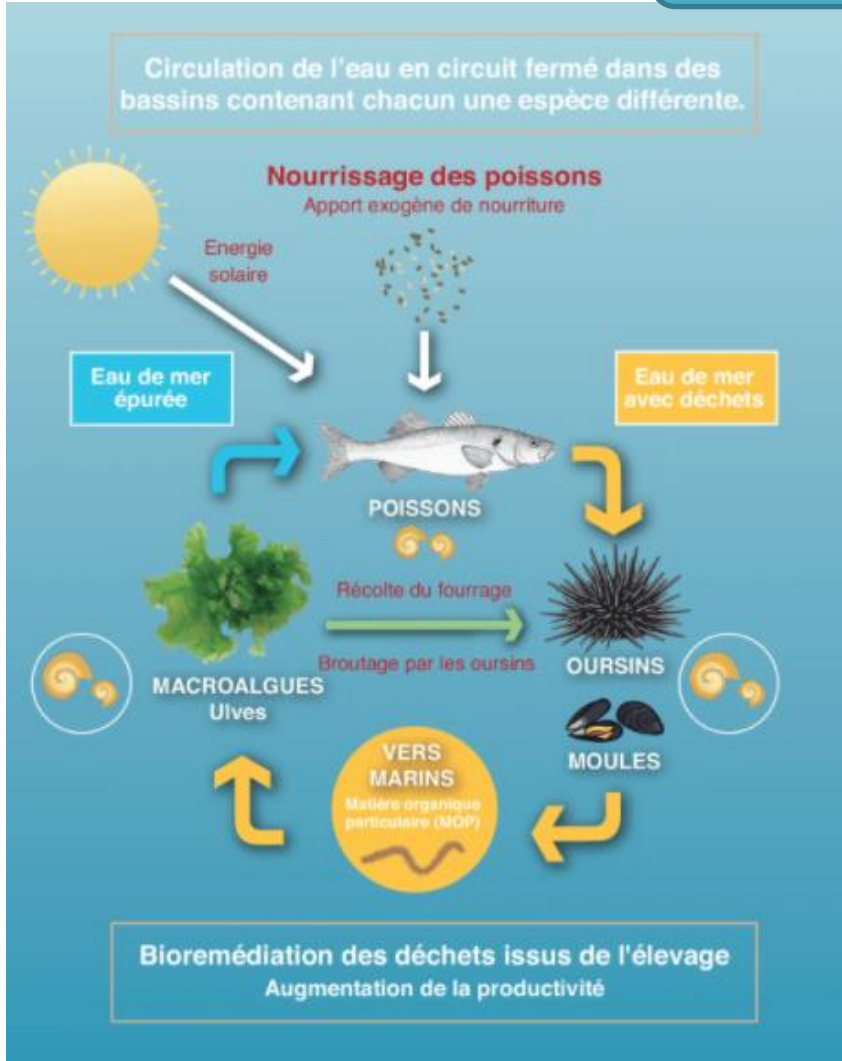 Circulation de l'eau en circuit fermé dans des
bassins contenant chacun une espèce différente.
Nourrissage des poissons
Apport exogène de nourriture
Energie
solaire
Eau de mer
épurée
Eau de mer
avec déchets
POISSONS
Récolte du fourrage
Broutage par les oursins
MACROALGUES
Ulves
OURSINS
MOULES
VERS
MARINS
Matière organique
particulaire (MOP)
Bioremédiation des déchets issus de l'élevage
Augmentation de la productivité